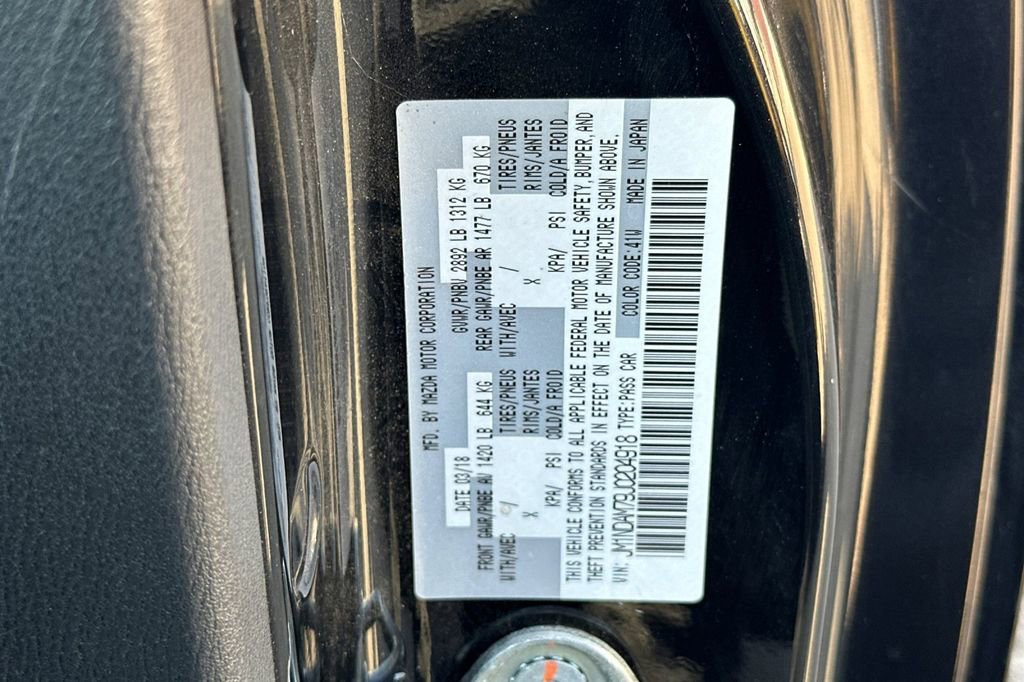 MFD. BY MAZDA MOTOR CORPORATION
DATE 03/18 GVWR/PNBV 2892 LB 1312 KG
FRONT GAWR/PNBE AV 1420 LB 644 KG REAR GAWR/PNBE AR 1477 LB 670 KG
WITH/AVEC / TIRES/PNEUS WITH/AVEC / TIRES/PNEUS
X RIMS/JANTES X RIMS/JANTES
KPA/ PSI COLD/A FROID KPA/ PSI COLD/A FROID
THIS VEHICLE CONFORMS TO ALL APPLICABLE FEDERAL MOTOR VEHICLE SAFETY, BUMPER, AND
THEFT PREVENTION STANDARDS IN EFFECT ON THE DATE OF MANUFACTURE SHOWN ABOVE.
VIN: JM1NDAM79J0204918 TYPE:PASS CAR COLOR CODE:41W MADE IN JAPAN